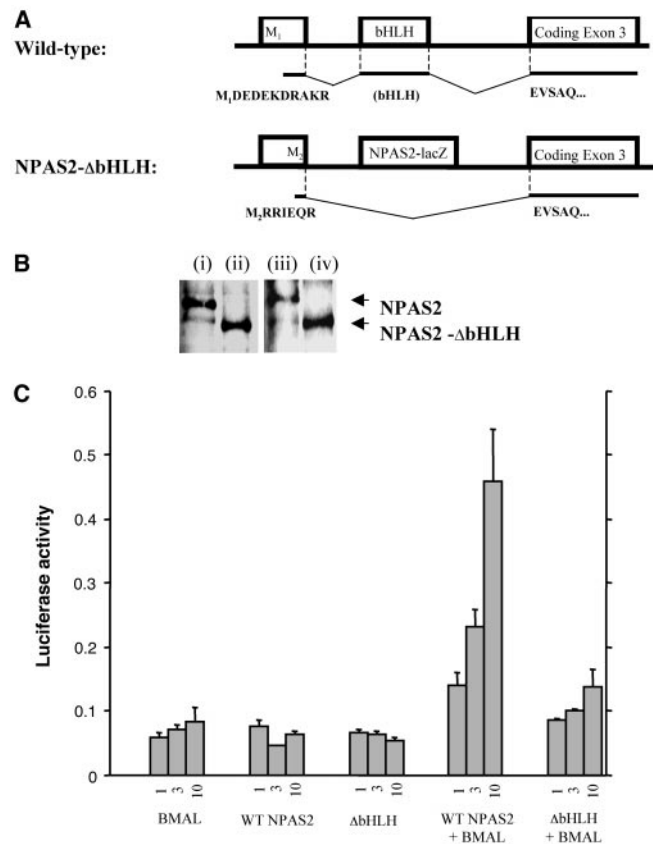 A
Wild-type:
M₁ bHLH Coding Exon 3
M₁DEDEKDRAKR (bHLH) EVSAQ...
NPAS2-ΔbHLH:
M₂ NPAS2-lacZ Coding Exon 3
M₂RRIEQR EVSAQ...
B
(i) (ii) (iii) (iv)
NPAS2
NPAS2 -ΔbHLH
C
Luciferase activity
0.6
0.5
0.4
0.3
0.2
0.1
0
1 3 10 1 3 10 1 3 10 1 3 10 1 3 10
BMAL WT NPAS2 ΔbHLH WT NPAS2 ΔbHLH
+ BMAL + BMAL